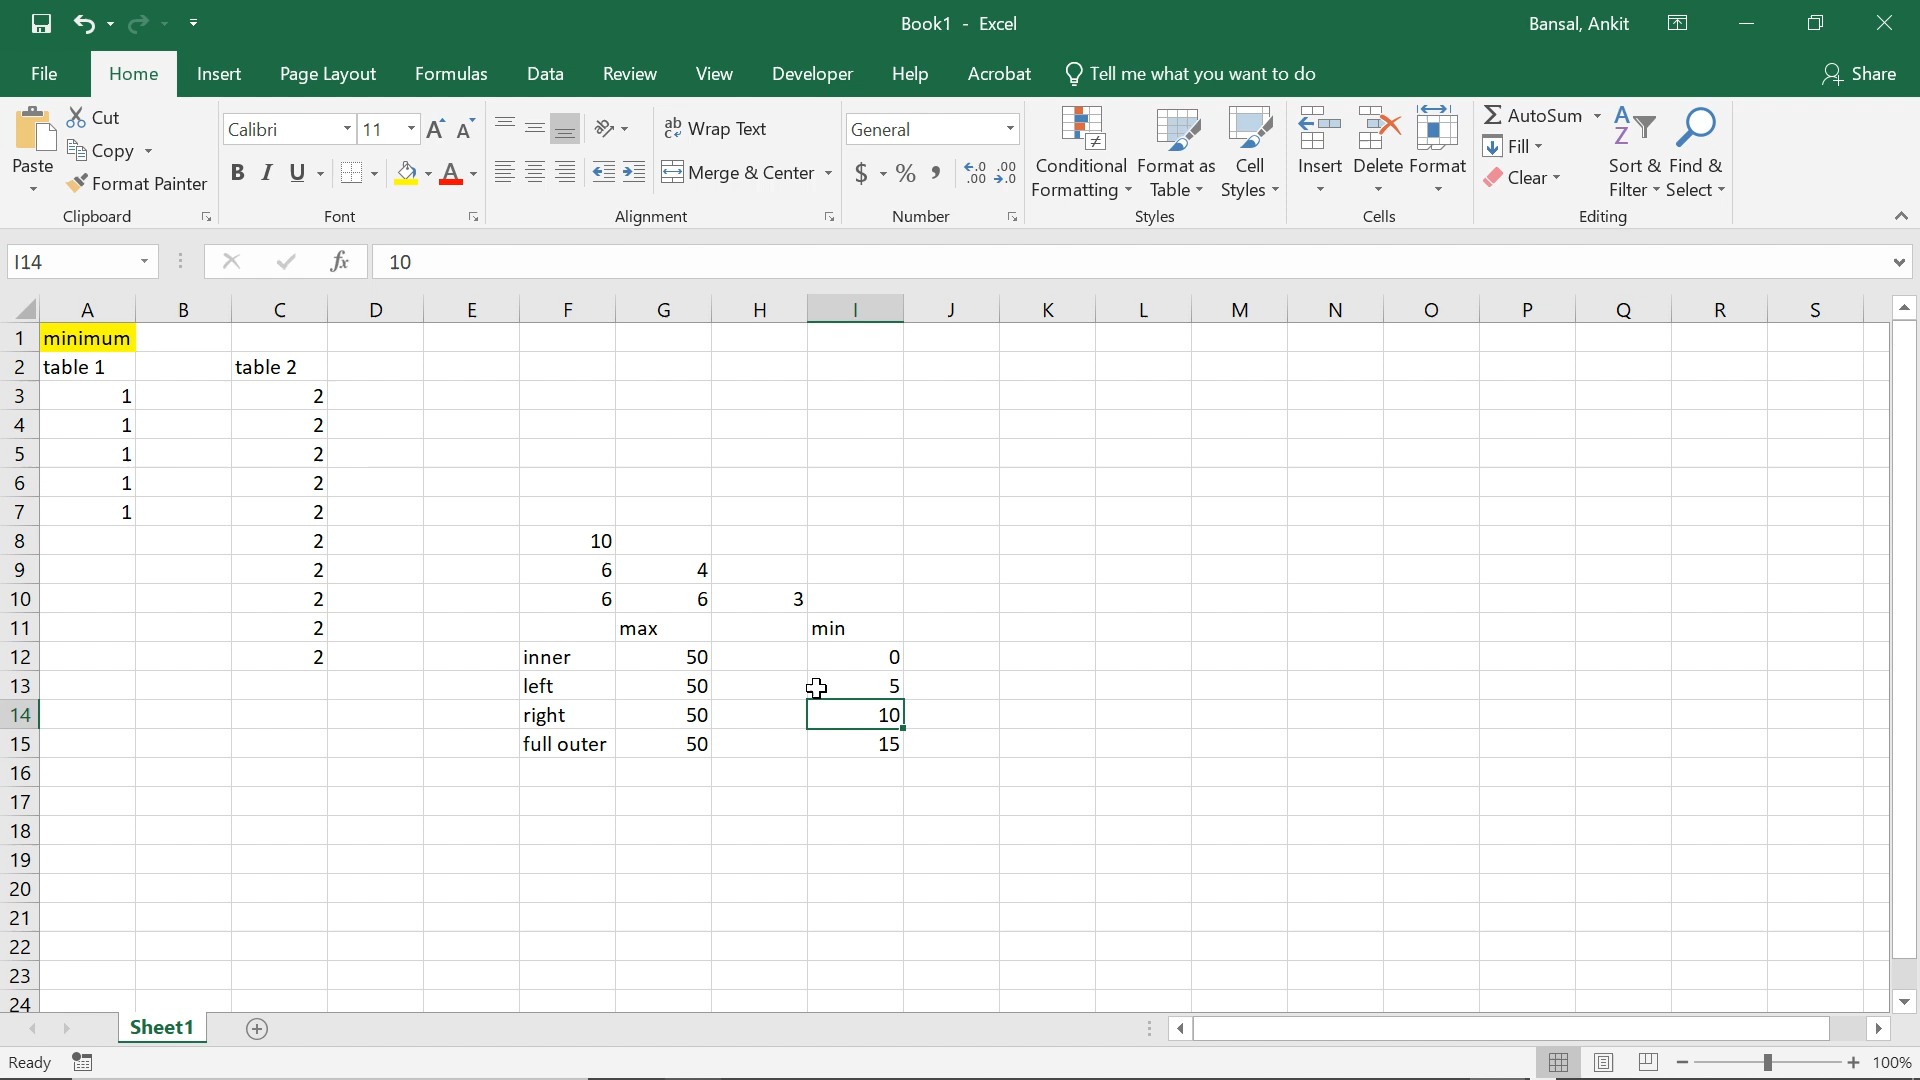 Book1 - Excel
Bansal, Ankit
File Home Insert Page Layout Formulas Data Review View Developer Help Acrobat Tell me what you want to do Share
Paste
Cut
Copy
Format Painter
Clipboard
Calibri 11
B I U
Font
Wrap Text
Merge & Center
Alignment
General
$ % ,
Number
Conditional Formatting
Format as Table
Cell Styles
Styles
Insert Delete Format
Cells
AutoSum
Fill
Clear
Sort & Filter
Find & Select
Editing
I14 fx 10
A B C D E F G H I J K L M N O P Q R S
1 minimum
2 table 1 table 2
3 1 2
4 1 2
5 1 2
6 1 2
7 1 2
8 2 10
9 2 6 4
10 2 6 6 3
11 2 max min
12 2 inner 50 0
13 left 50 5
14 right 50 10
15 full outer 50 15
16
17
18
19
20
21
22
23
24
Sheet1
Ready 100%